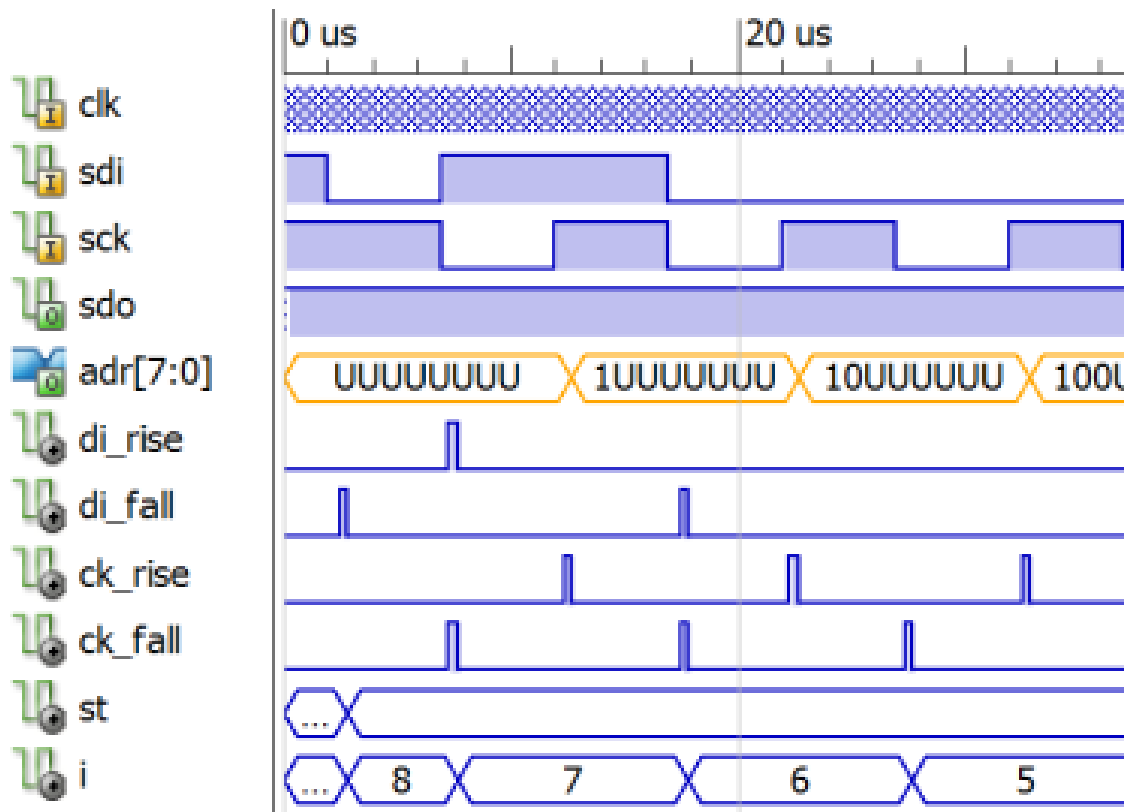 0 us 20 us
clk
sdi
sck
sdo
adr[7:0] UUUUUUUU 1UUUUUUU 10UUUUUU 100U
di_rise
di_fall
ck_rise
ck_fall
st ...
i ... 8 7 6 5